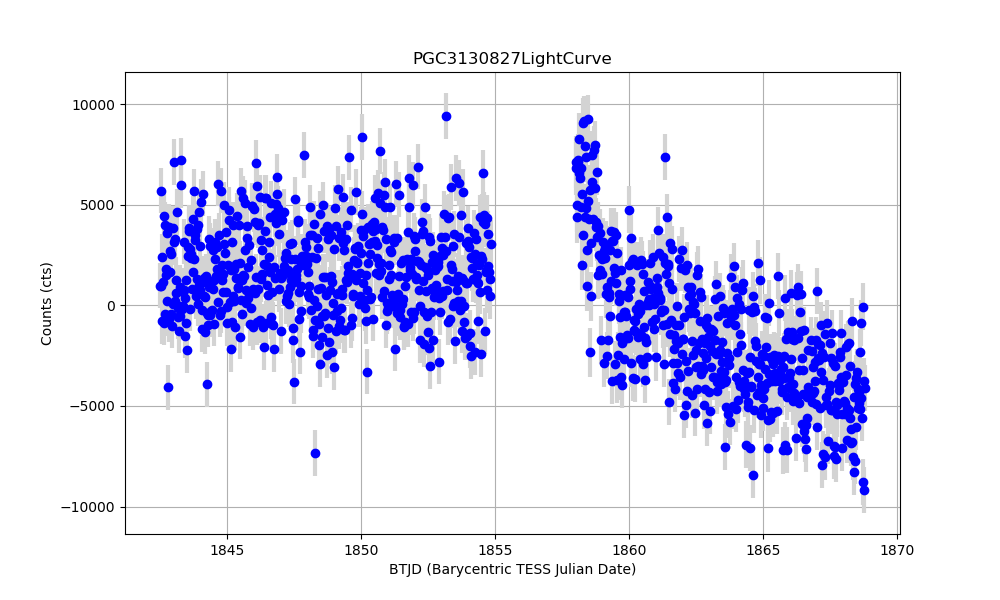 PGC3130827LightCurve
10000
5000
0
−5000
−10000
Counts (cts)
1845 1850 1855 1860 1865 1870
BTJD (Barycentric TESS Julian Date)